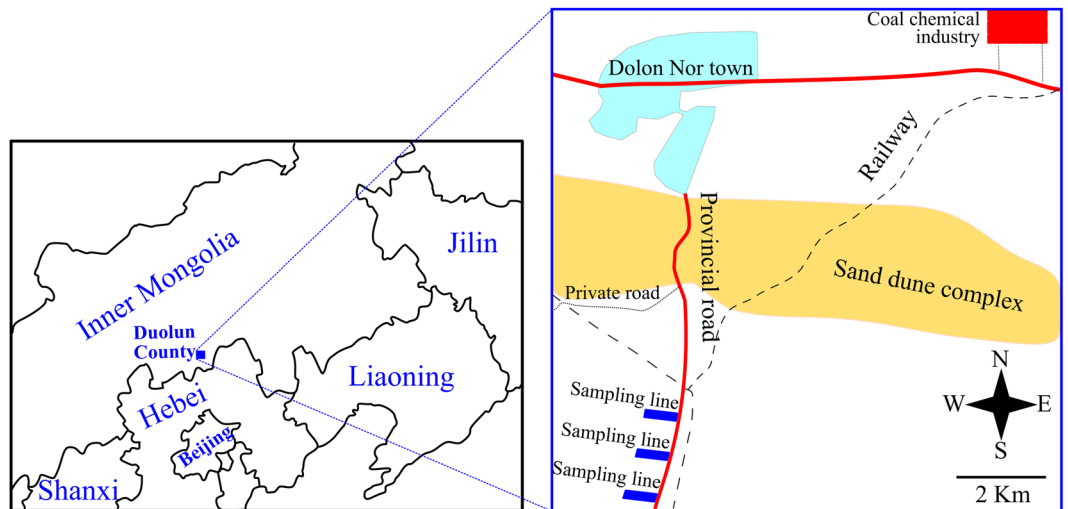 Inner Mongolia
Jilin
Duolun
County
Liaoning
Hebei
Beijing
Shanxi
Coal chemical
industry
Dolon Nor town
Railway
Provincial road
Sand dune complex
Private road
Sampling line
Sampling line
Sampling line
N
W
E
S
2 Km